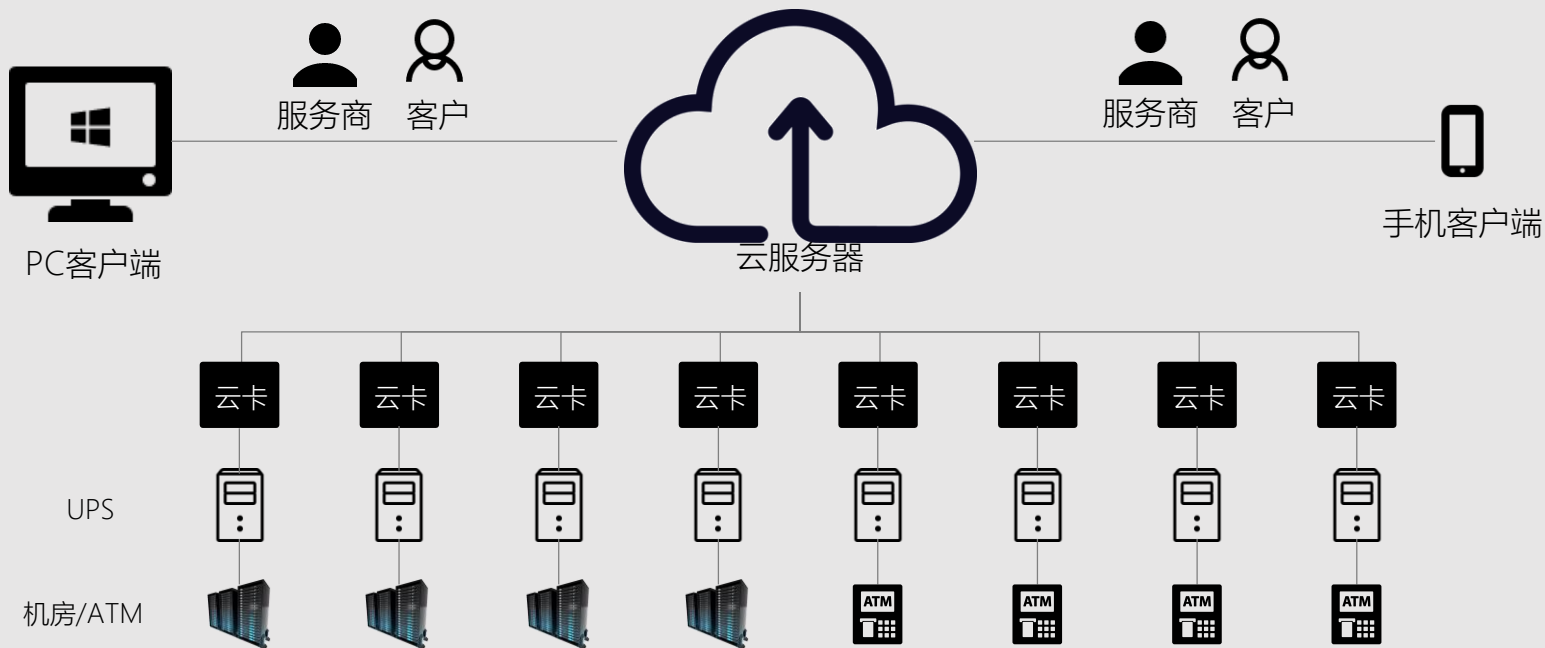 服务商 客户
服务商 客户
手机客户端
PC客户端
云服务器
云卡 云卡 云卡 云卡 云卡 云卡 云卡 云卡
UPS
机房/ATM
ATM ATM ATM ATM